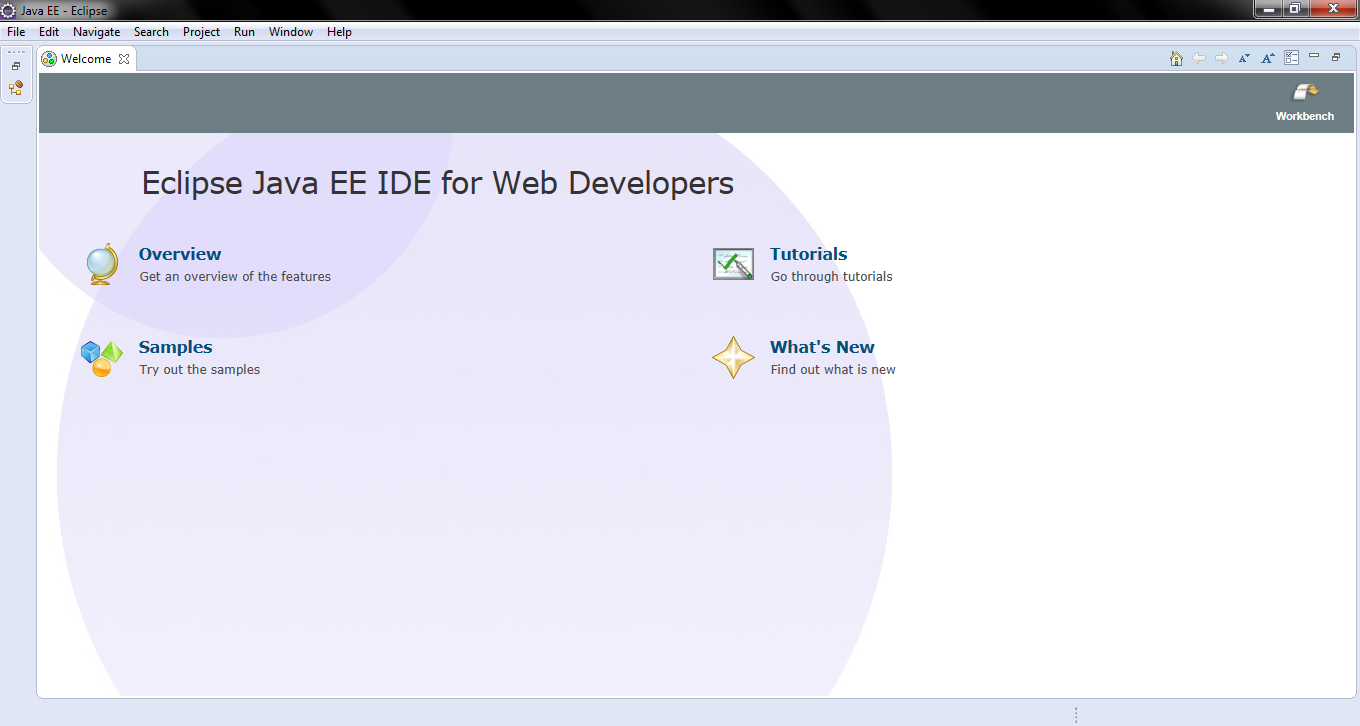 Java EE - Eclipse
File Edit Navigate Search Project Run Window Help
Welcome
Workbench
Eclipse Java EE IDE for Web Developers
Overview
Get an overview of the features
Tutorials
Go through tutorials
Samples
Try out the samples
What's New
Find out what is new